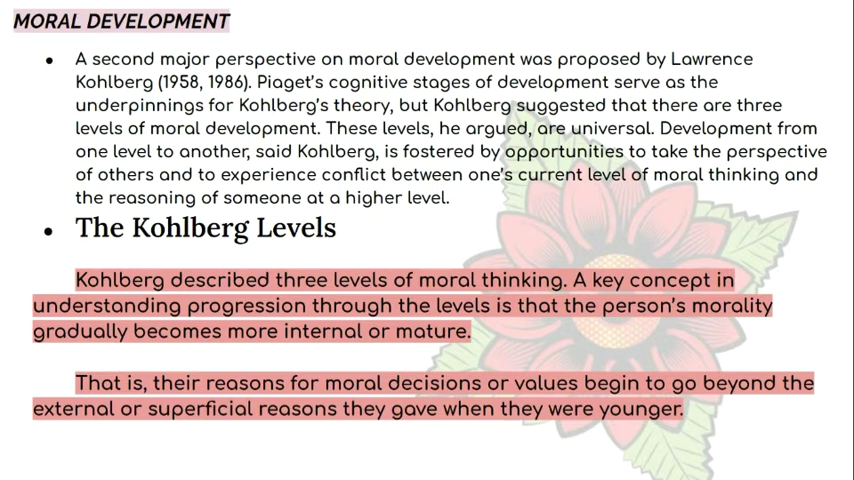 MORAL DEVELOPMENT
● A second major perspective on moral development was proposed by Lawrence
Kohlberg (1958, 1986). Piaget's cognitive stages of development serve as the
underpinnings for Kohlberg's theory, but Kohlberg suggested that there are three
levels of moral development. These levels, he argued, are universal. Development from
one level to another, said Kohlberg, is fostered by opportunities to take the perspective
of others and to experience conflict between one's current level of moral thinking and
the reasoning of someone at a higher level.
● The Kohlberg Levels
Kohlberg described three levels of moral thinking. A key concept in
understanding progression through the levels is that the person's morality
gradually becomes more internal or mature.
That is, their reasons for moral decisions or values begin to go beyond the
external or superficial reasons they gave when they were younger.